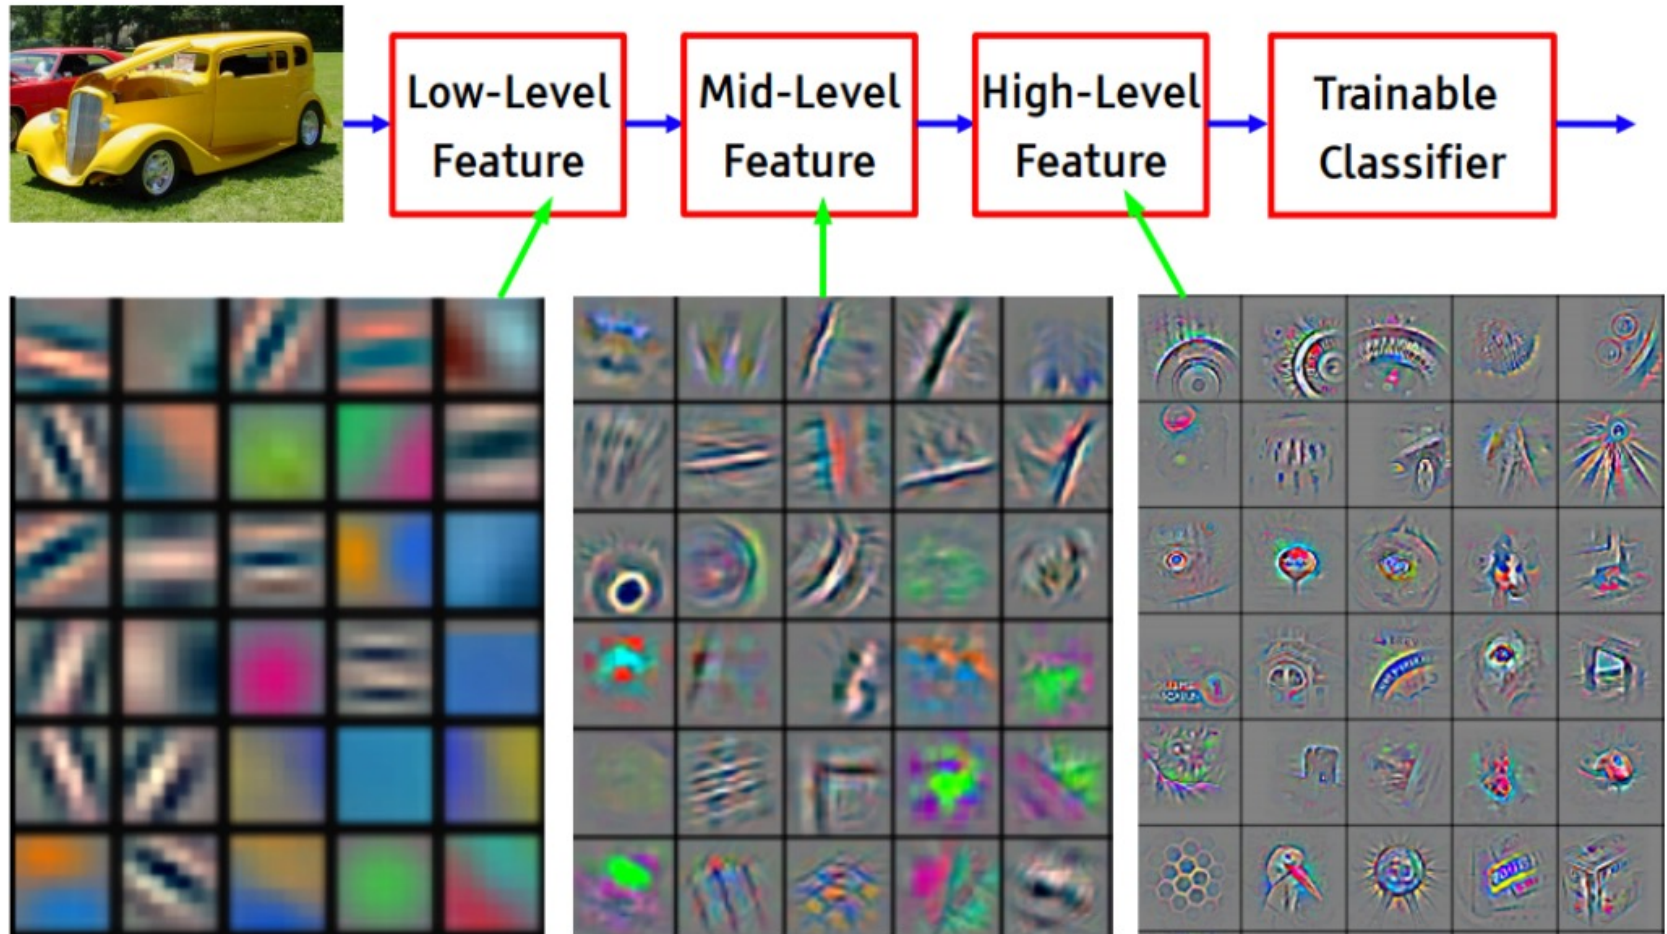 Low-Level
Feature
Mid-Level
Feature
High-Level
Feature
Trainable
Classifier